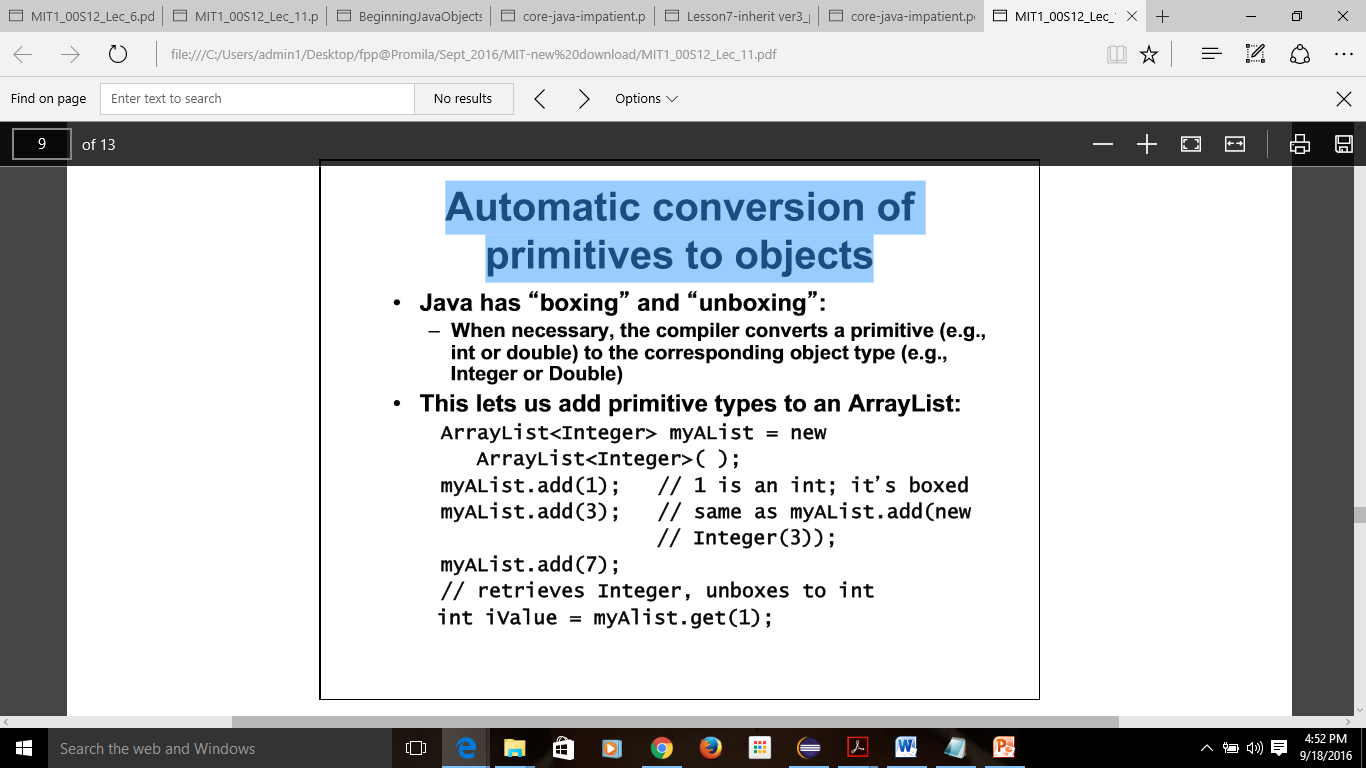 MIT1_00S12_Lec_6.pd
MIT1_00S12_Lec_11.p
BeginningJavaObjects
core-java-impatient.p
Lesson7-inherit ver3_
core-java-impatient.p
MIT1_00S12_Lec_
file:///C:/Users/admin1/Desktop/fpp@Promila/Sept_2016/MIT-new%20download/MIT1_00S12_Lec_11.pdf
Find on page
Enter text to search
No results
Options
9 of 13
Automatic conversion of
primitives to objects
• Java has “boxing” and “unboxing”:
– When necessary, the compiler converts a primitive (e.g.,
int or double) to the corresponding object type (e.g.,
Integer or Double)
• This lets us add primitive types to an ArrayList:
ArrayList<Integer> myAList = new
ArrayList<Integer>( );
myAList.add(1); // 1 is an int; it’s boxed
myAList.add(3); // same as myAList.add(new
// Integer(3));
myAList.add(7);
// retrieves Integer, unboxes to int
int iValue = myAlist.get(1);
Search the web and Windows
4:52 PM
9/18/2016